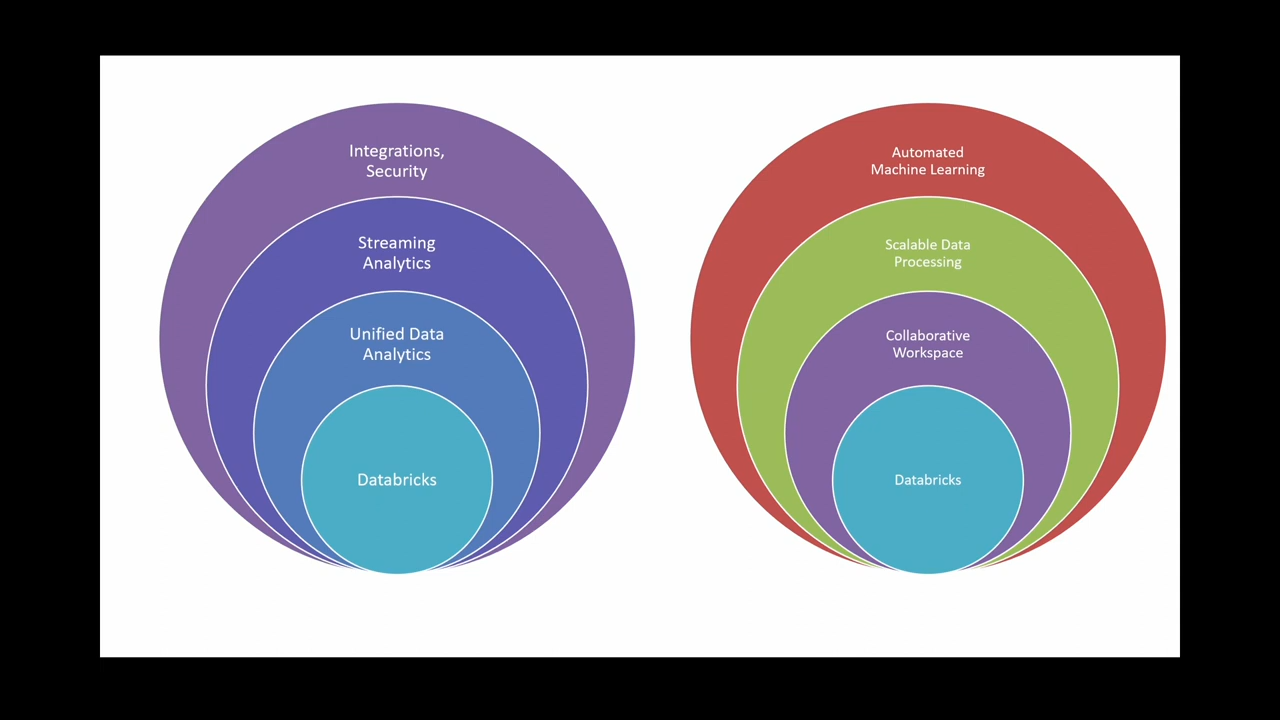 Integrations,
Security
Streaming
Analytics
Unified Data
Analytics
Databricks
Automated
Machine Learning
Scalable Data
Processing
Collaborative
Workspace
Databricks